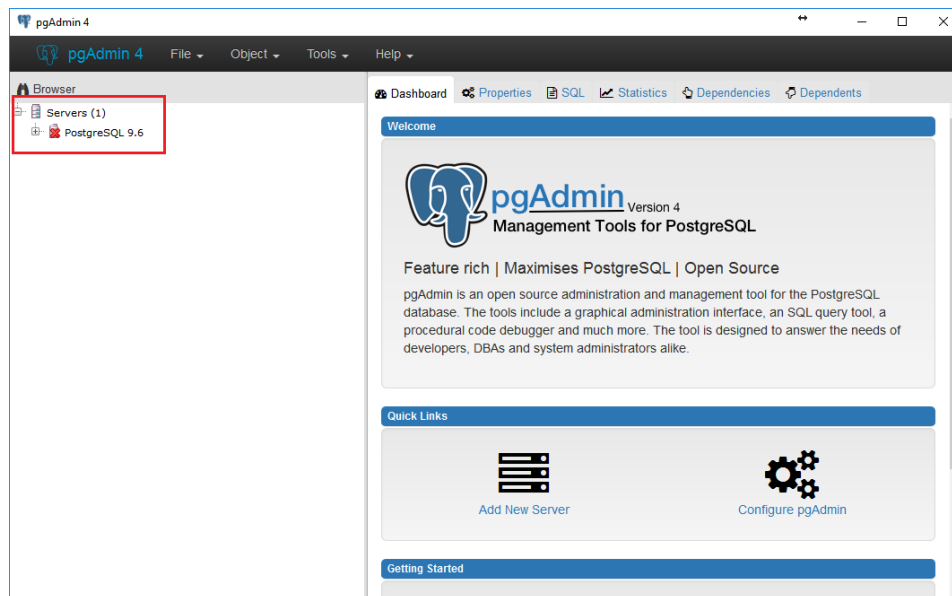 pgAdmin 4
pgAdmin 4 File Object Tools Help
Browser
Servers (1)
PostgreSQL 9.6
Dashboard Properties SQL Statistics Dependencies Dependents
Welcome
pgAdmin Version 4
Management Tools for PostgreSQL
Feature rich | Maximises PostgreSQL | Open Source
pgAdmin is an open source administration and management tool for the PostgreSQL
database. The tools include a graphical administration interface, an SQL query tool, a
procedural code debugger and much more. The tool is designed to answer the needs of
developers, DBAs and system administrators alike.
Quick Links
Add New Server
Configure pgAdmin
Getting Started